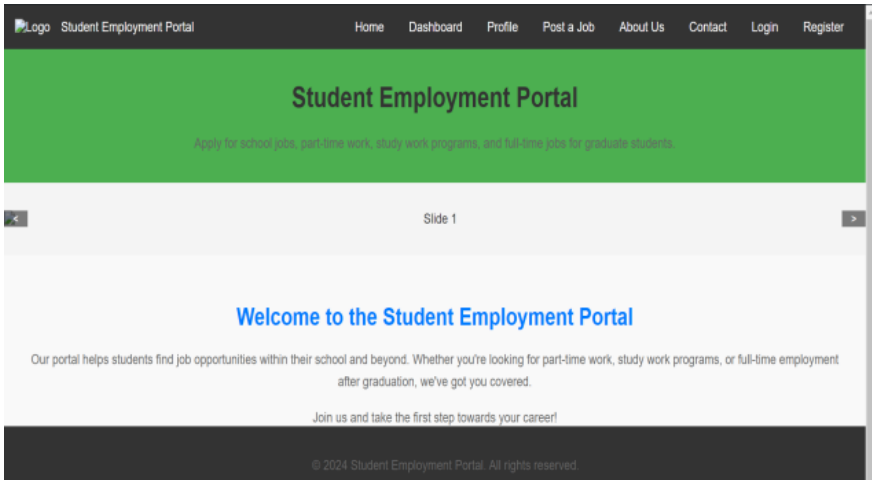 Logo Student Employment Portal Home Dashboard Profile Post a Job About Us Contact Login Register
Student Employment Portal
Apply for school jobs, part-time work, study work programs, and full-time jobs for graduate students.
< Slide 1 >
Welcome to the Student Employment Portal
Our portal helps students find job opportunities within their school and beyond. Whether you're looking for part-time work, study work programs, or full-time employment
after graduation, we've got you covered.
Join us and take the first step towards your career!
© 2024 Student Employment Portal. All rights reserved.